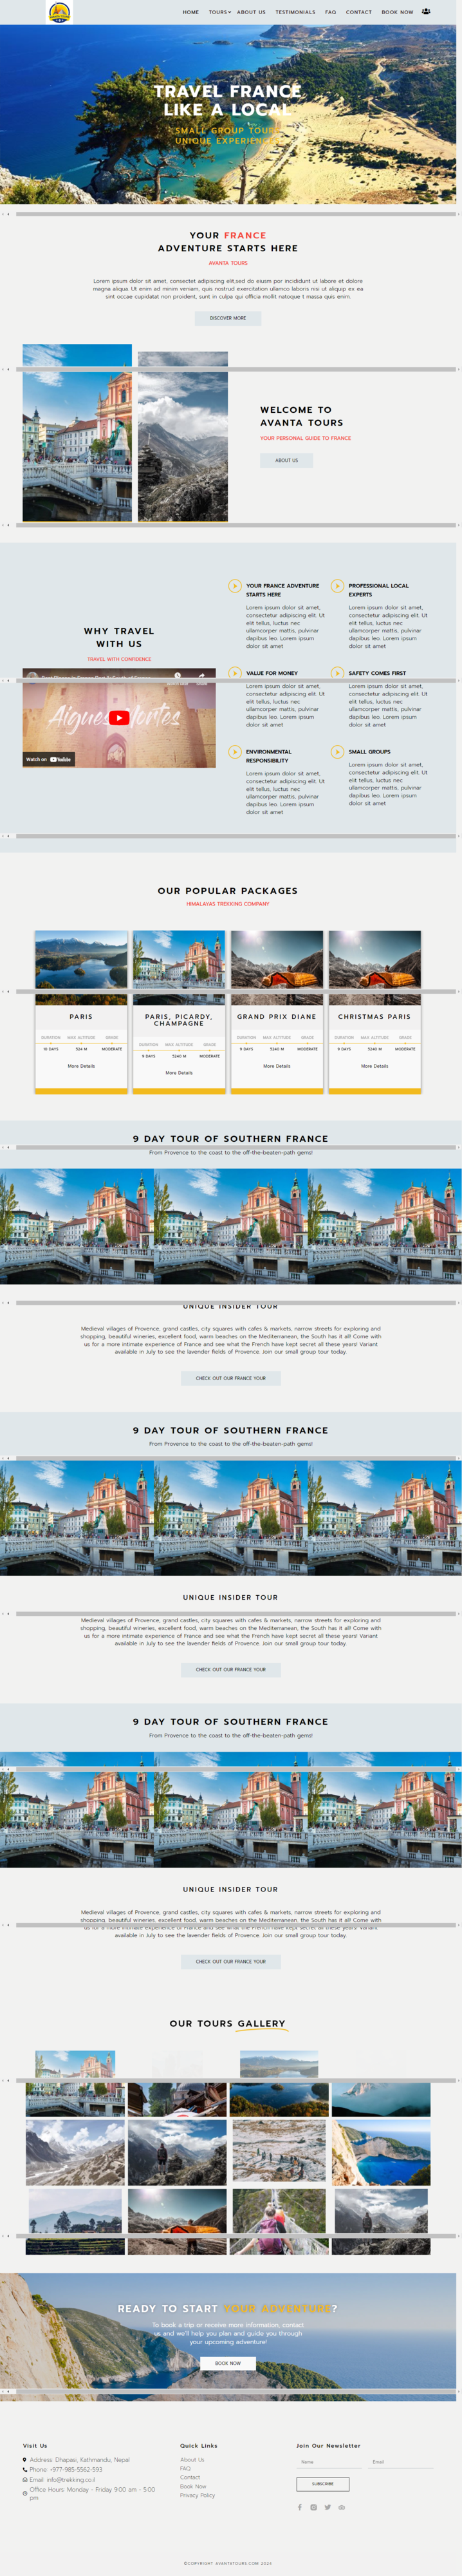 HOME TOURS ABOUT US TESTIMONIALS FAQ CONTACT BOOK NOW
TRAVEL FRANCE
LIKE A LOCAL
SMALL GROUP TOURS
UNIQUE EXPERIENCES
YOUR FRANCE
ADVENTURE STARTS HERE
AVANTA TOURS
Lorem ipsum dolor sit amet, consectet adipiscing elit,sed do eiusm por incididunt ut labore et dolore
magna aliqua. Ut enim ad minim veniam, quis nostrud exercitation ullamco laboris nisi ut aliquip ex ea
sint occae cupidatat non proident, sunt in culpa qui officia mollit natoque t massa quis enim.
DISCOVER MORE
WELCOME TO
AVANTA TOURS
YOUR PERSONAL GUIDE TO FRANCE
ABOUT US
WHY TRAVEL
WITH US
TRAVEL WITH CONFIDENCE
Aigues Mortes
Watch on YouTube
YOUR FRANCE ADVENTURE
STARTS HERE
Lorem ipsum dolor sit amet,
consectetur adipiscing elit. Ut
elit tellus, luctus nec
ullamcorper mattis, pulvinar
dapibus leo. Lorem ipsum
dolor sit amet
PROFESSIONAL LOCAL
EXPERTS
Lorem ipsum dolor sit amet,
consectetur adipiscing elit. Ut
elit tellus, luctus nec
ullamcorper mattis, pulvinar
dapibus leo. Lorem ipsum
dolor sit amet
VALUE FOR MONEY
Lorem ipsum dolor sit amet,
consectetur adipiscing elit. Ut
elit tellus, luctus nec
ullamcorper mattis, pulvinar
dapibus leo. Lorem ipsum
dolor sit amet
SAFETY COMES FIRST
Lorem ipsum dolor sit amet,
consectetur adipiscing elit. Ut
elit tellus, luctus nec
ullamcorper mattis, pulvinar
dapibus leo. Lorem ipsum
dolor sit amet
ENVIRONMENTAL
RESPONSIBILITY
Lorem ipsum dolor sit amet,
consectetur adipiscing elit. Ut
elit tellus, luctus nec
ullamcorper mattis, pulvinar
dapibus leo. Lorem ipsum
dolor sit amet
SMALL GROUPS
Lorem ipsum dolor sit amet,
consectetur adipiscing elit. Ut
elit tellus, luctus nec
ullamcorper mattis, pulvinar
dapibus leo. Lorem ipsum
dolor sit amet
OUR POPULAR PACKAGES
HIMALAYAS TREKKING COMPANY
PARIS
DURATION MAX ALTITUDE GRADE
10 DAYS 524 M MODERATE
More Details
PARIS, PICARDY,
CHAMPAGNE
DURATION MAX ALTITUDE GRADE
9 DAYS 5240 M MODERATE
More Details
GRAND PRIX DIANE
DURATION MAX ALTITUDE GRADE
9 DAYS 5240 M MODERATE
More Details
CHRISTMAS PARIS
DURATION MAX ALTITUDE GRADE
9 DAYS 5240 M MODERATE
More Details
9 DAY TOUR OF SOUTHERN FRANCE
From Provence to the coast to the off-the-beaten-path gems!
UNIQUE INSIDER TOUR
Medieval villages of Provence, grand castles, city squares with cafes & markets, narrow streets for exploring and
shopping, beautiful wineries, excellent food, warm beaches on the Mediterranean, the South has it all! Come with
us for a more intimate experience of France and see what the French have kept secret all these years! Variant
available in July to see the lavender fields of Provence. Join our small group tour today.
CHECK OUT OUR FRANCE YOUR
9 DAY TOUR OF SOUTHERN FRANCE
From Provence to the coast to the off-the-beaten-path gems!
UNIQUE INSIDER TOUR
Medieval villages of Provence, grand castles, city squares with cafes & markets, narrow streets for exploring and
shopping, beautiful wineries, excellent food, warm beaches on the Mediterranean, the South has it all! Come with
us for a more intimate experience of France and see what the French have kept secret all these years! Variant
available in July to see the lavender fields of Provence. Join our small group tour today.
CHECK OUT OUR FRANCE YOUR
9 DAY TOUR OF SOUTHERN FRANCE
From Provence to the coast to the off-the-beaten-path gems!
UNIQUE INSIDER TOUR
Medieval villages of Provence, grand castles, city squares with cafes & markets, narrow streets for exploring and
shopping, beautiful wineries, excellent food, warm beaches on the Mediterranean, the South has it all! Come with
us for a more intimate experience of France and see what the French have kept secret all these years! Variant
available in July to see the lavender fields of Provence. Join our small group tour today.
CHECK OUT OUR FRANCE YOUR
OUR TOURS GALLERY
READY TO START YOUR ADVENTURE?
To book a trip or receive more information, contact
us and we'll help you plan and guide you through
your upcoming adventure!
BOOK NOW
Visit Us
Address: Dhapasi, Kathmandu, Nepal
Phone: +977-985-5562-593
Email: info@trekking.co.il
Office Hours: Monday - Friday 9:00 am - 5:00
pm
Quick Links
About Us
FAQ
Contact
Book Now
Privacy Policy
Join Our Newsletter
Name Email
SUBSCRIBE
©COPYRIGHT AVANTATOURS.COM 2024